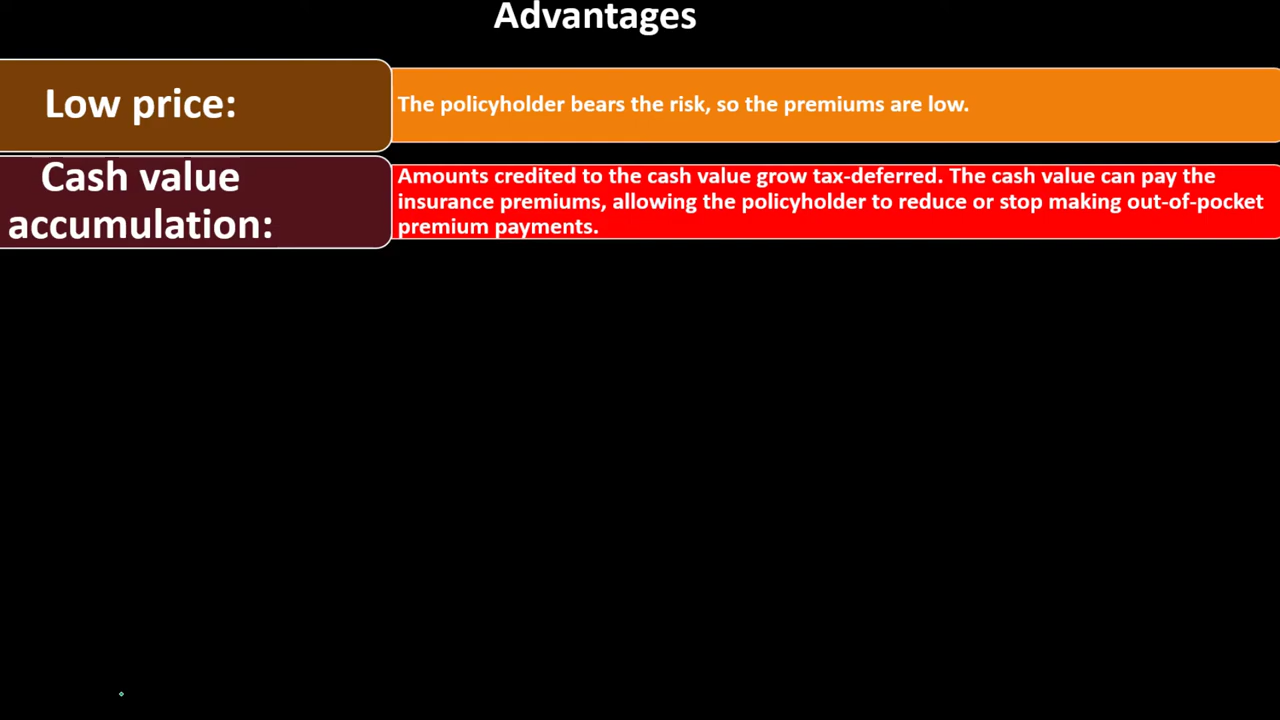 Advantages
Low price:
The policyholder bears the risk, so the premiums are low.
Cash value
accumulation:
Amounts credited to the cash value grow tax-deferred. The cash value can pay the
insurance premiums, allowing the policyholder to reduce or stop making out-of-pocket
premium payments.